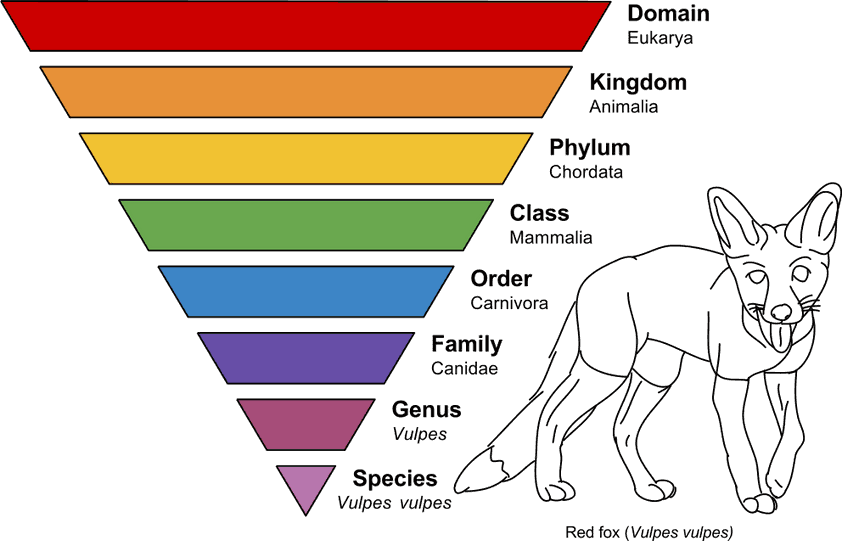 Domain
Eukarya
Kingdom
Animalia
Phylum
Chordata
Class
Mammalia
Order
Carnivora
Family
Canidae
Genus
Vulpes
Species
Vulpes vulpes
Red fox (Vulpes vulpes)